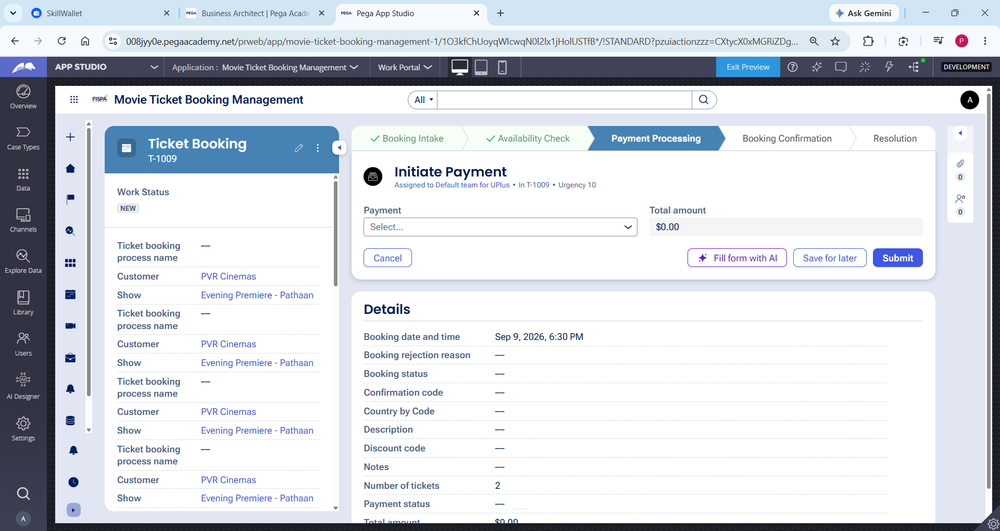 SkillWallet
PEGA Business Architect | Pega Acade
PEGA Pega App Studio
Ask Gemini
008jyy0e.pegaacademy.net/prweb/app/movie-ticket-booking-management-1/1O3kfChUoyqWIcwqN0l2lx1jHolUSTfB*/!STANDARD?pzuiactionzzz=CXtycX0xMGRiZDg...
P
APP STUDIO
Application : Movie Ticket Booking Management
Work Portal
Exit Preview
DEVELOPMENT
Overview
Case Types
Data
Channels
Explore Data
Library
Users
AI
AI Designer
Settings
A
FISPA
Movie Ticket Booking Management
All
A
Ticket Booking
T-1009
Work Status
NEW
Ticket booking process name —
Customer PVR Cinemas
Show Evening Premiere - Pathaan
Ticket booking process name —
Customer PVR Cinemas
Show Evening Premiere - Pathaan
Ticket booking process name —
Customer PVR Cinemas
Show Evening Premiere - Pathaan
Ticket booking process name —
Customer PVR Cinemas
Show Evening Premiere - Pathaan
Booking Intake
Availability Check
Payment Processing
Booking Confirmation
Resolution
Initiate Payment
Assigned to Default team for UPlus • In T-1009 • Urgency 10
Payment
Select...
Total amount
$0.00
Cancel
Fill form with AI
Save for later
Submit
0
0
Details
Booking date and time Sep 9, 2026, 6:30 PM
Booking rejection reason —
Booking status —
Confirmation code —
Country by Code —
Description —
Discount code —
Notes —
Number of tickets 2
Payment status —
Total amount $0.00